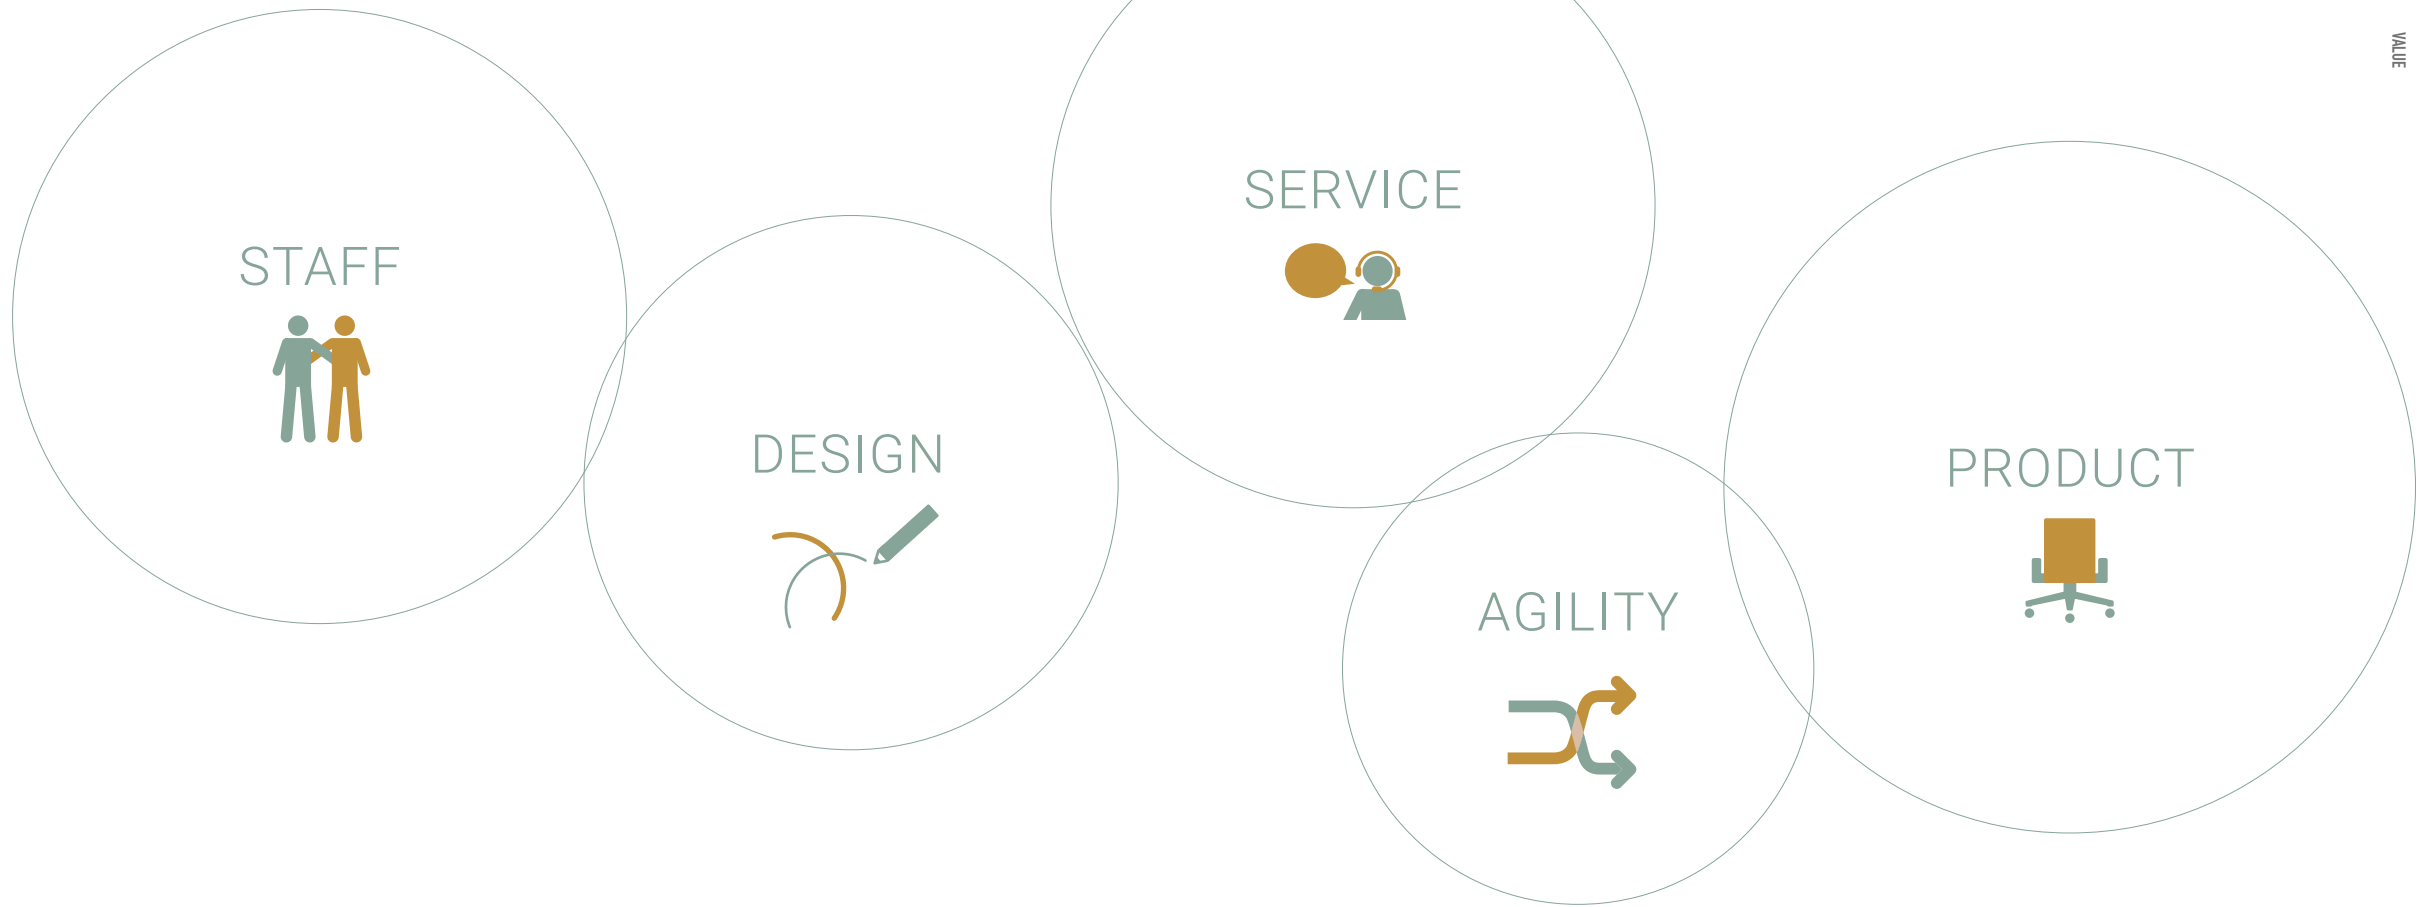 STAFF
DESIGN
SERVICE
AGILITY
PRODUCT
VALUE